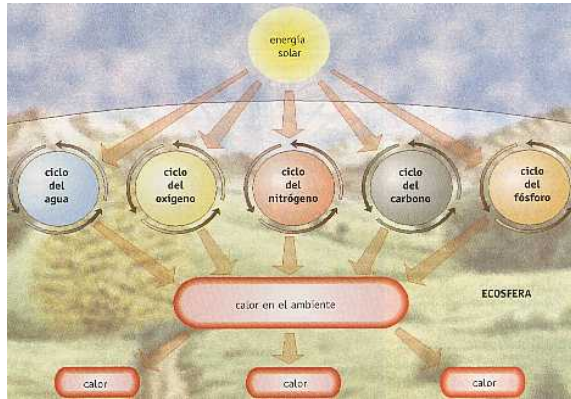 energía
solar
ciclo
del
agua
ciclo
del
oxígeno
ciclo
del
nitrógeno
ciclo
del
carbono
ciclo
del
fósforo
ECOSFERA
calor en el ambiente
calor
calor
calor